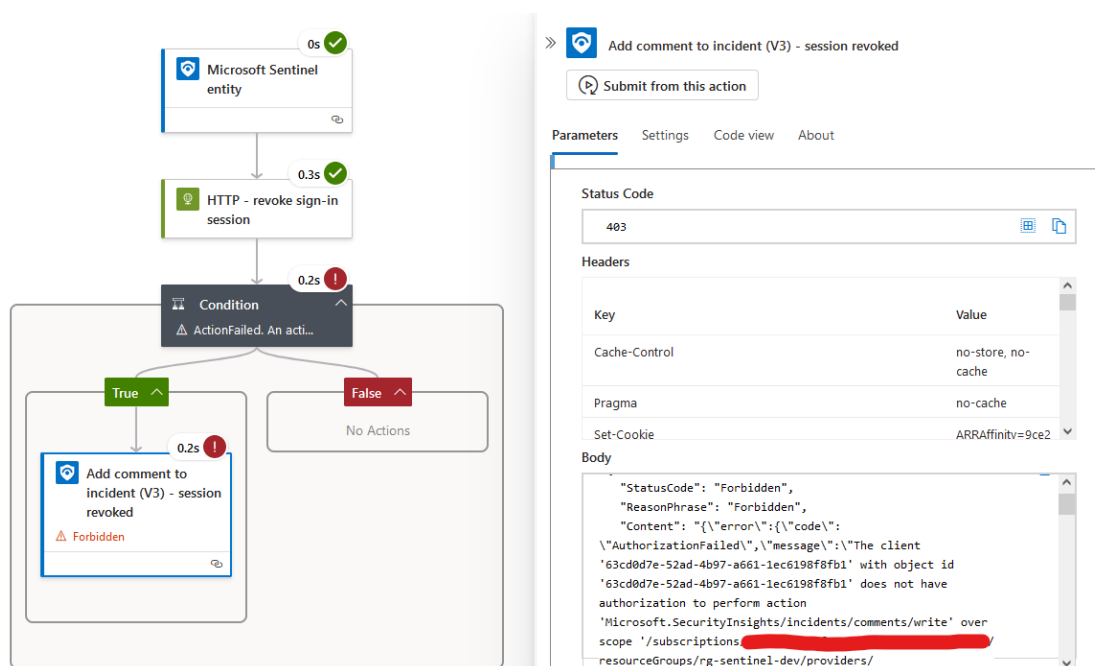 0s
Microsoft Sentinel
entity
0.3s
HTTP - revoke sign-in
session
0.2s
Condition
ActionFailed. An acti...
True
False
No Actions
0.2s
Add comment to
incident (V3) - session
revoked
Forbidden
Add comment to incident (V3) - session revoked
Submit from this action
Parameters Settings Code view About
Status Code
403
Headers
Key Value
Cache-Control no-store, no-
cache
Pragma no-cache
Set-Cookie ARRAffinity=9ce2
Body
"StatusCode": "Forbidden",
"ReasonPhrase": "Forbidden",
"Content": "{\"error\":{\"code\":
\"AuthorizationFailed\",\"message\":\"The client
'63cd0d7e-52ad-4b97-a661-1ec6198f8fb1' with object id
'63cd0d7e-52ad-4b97-a661-1ec6198f8fb1' does not have
authorization to perform action
'Microsoft.SecurityInsights/incidents/comments/write' over
scope '/subscriptions/ /
resourceGroups/rg-sentinel-dev/providers/